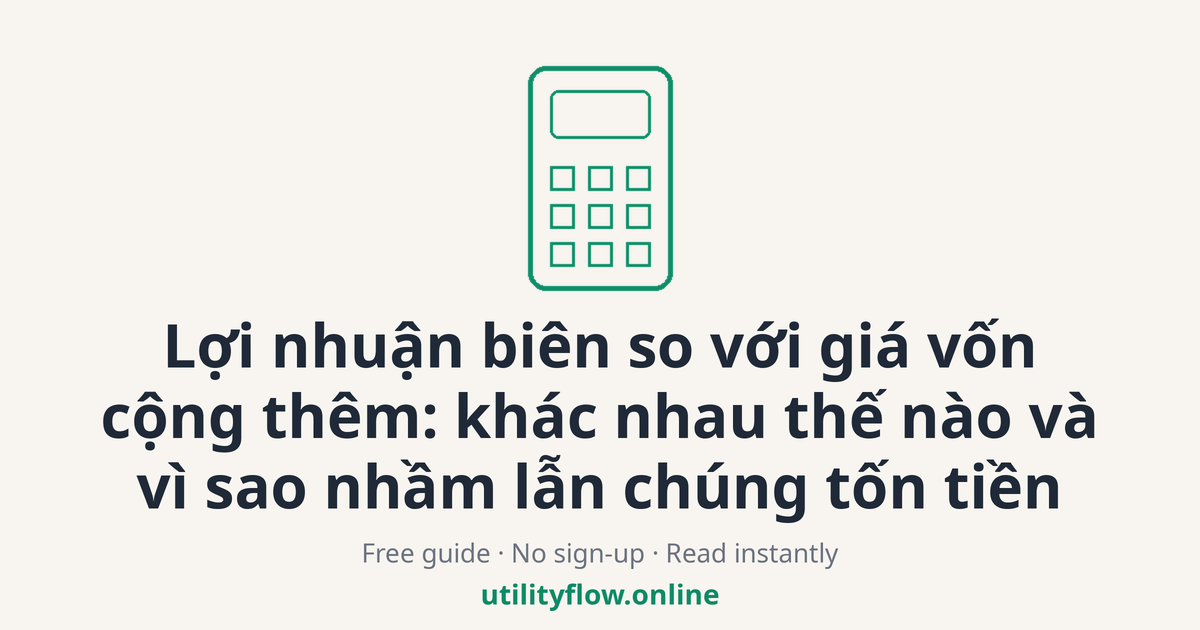 Lợi nhuận biên so với giá vốn
cộng thêm: khác nhau thế nào và
vì sao nhầm lẫn chúng tốn tiền
Free guide · No sign-up · Read instantly
utilityflow.online